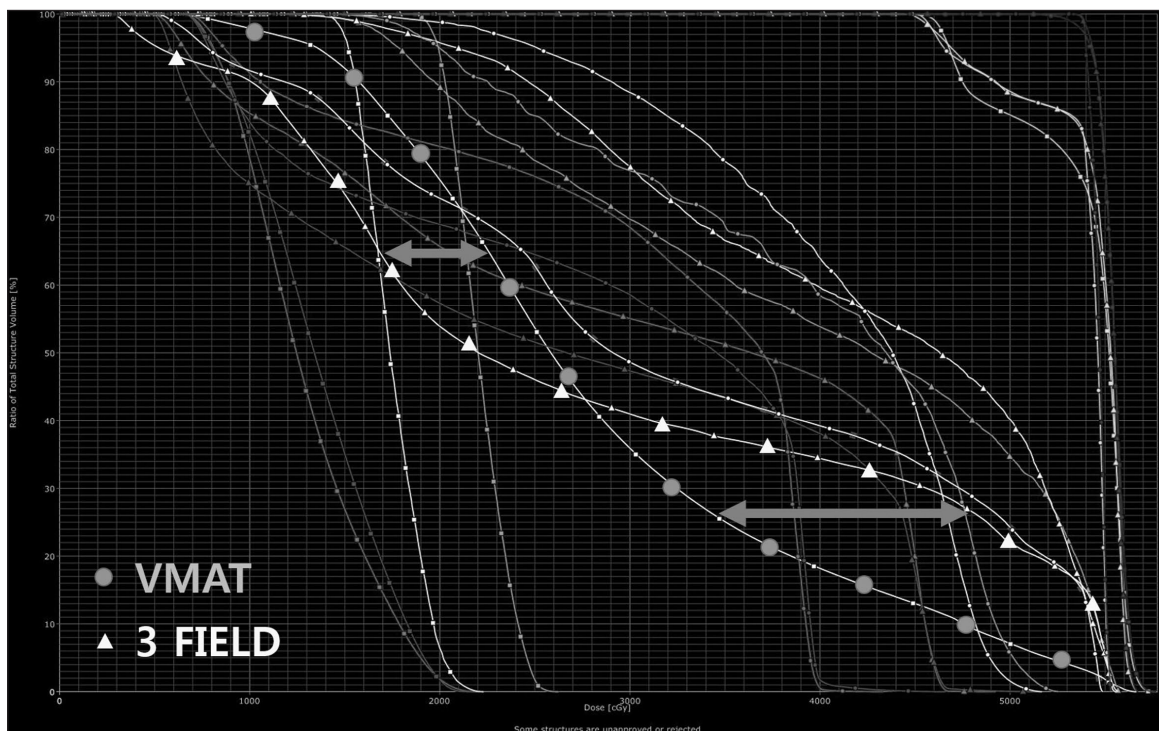 100
90
80
70
60
50
40
30
20
10
0
Ratio of Total Structure Volume [%]
VMAT
3 FIELD
0 1000 2000 3000 4000 5000
Dose [cGy]
Some structures are unapproved or rejected